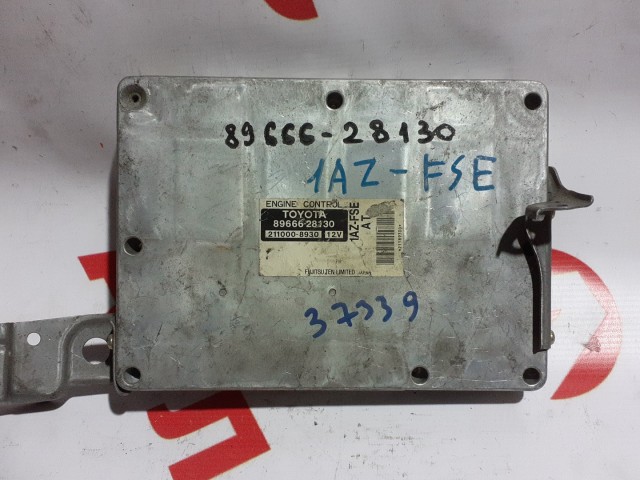 89666-28130
1AZ-FSE
ENGINE CONTROL
TOYOTA
89666-28130
211000-8930 12V
1AZ-FSE
AT
FUJITSU TEN LIMITED
37339